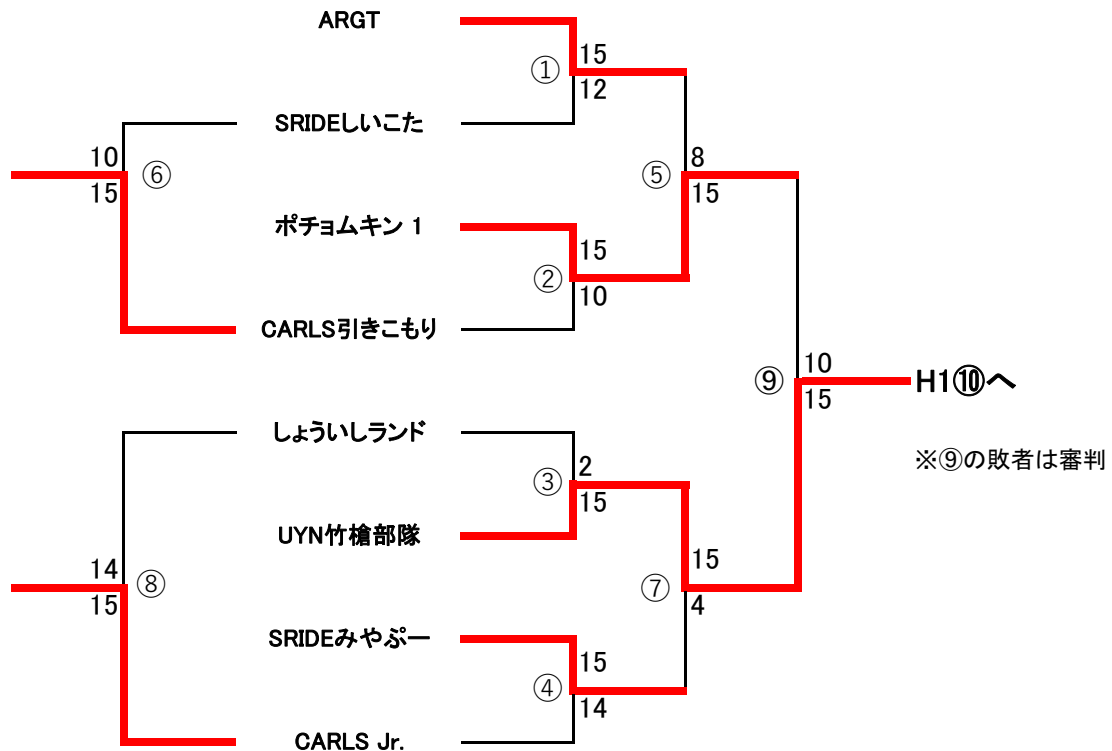 ARGT
15
①
12
SRIDEしいこた
10
⑥
15
8
⑤
15
ポチョムキン 1
15
②
10
CARLS引きこもり
10
⑨
15
H1⑩へ
しょういしランド
※⑨の敗者は審判
2
③
15
UYN竹槍部隊
14
⑧
15
15
⑦
4
SRIDEみやぷー
15
④
14
CARLS Jr.